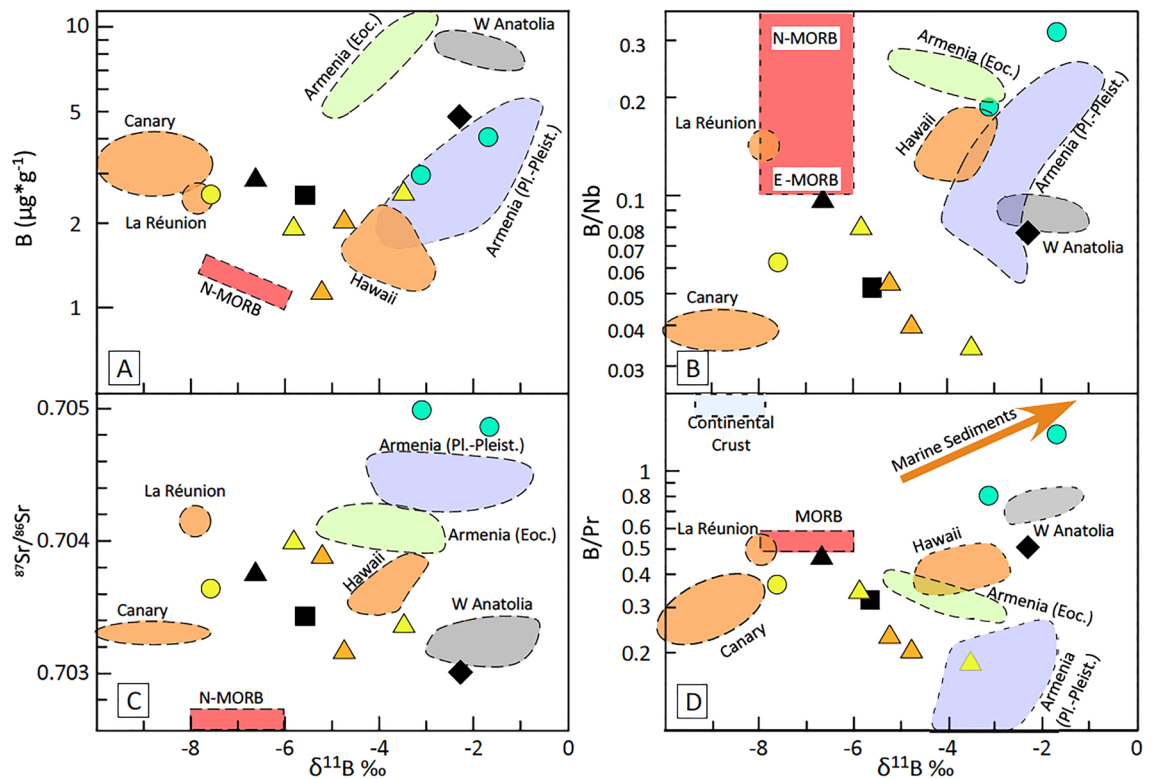 10
5
2
1
B (µg*g⁻¹)
Armenia (Eoc.)
W Anatolia
Canary
La Réunion
Armenia (Pl.-Pleist.)
Hawaii
N-MORB
A
0.3
0.2
0.1
0.08
0.07
0.06
0.05
0.04
0.03
B/Nb
N-MORB
Armenia (Eoc.)
La Réunion
Hawaii
Armenia (Pl.-Pleist.)
E-MORB
W Anatolia
Canary
B
0.705
0.704
0.703
⁸⁷Sr/⁸⁶Sr
Armenia (Pl.-Pleist.)
La Réunion
Armenia (Eoc.)
Hawaii
Canary
W Anatolia
N-MORB
C
-8
-6
-4
-2
0
δ¹¹B ‰
1
0.8
0.6
0.5
0.4
0.3
0.2
B/Pr
Continental
Crust
Marine Sediments
La Réunion
MORB
W Anatolia
Hawaii
Armenia (Eoc.)
Canary
Armenia
(Pl.-Pleist.)
D
-8
-6
-4
-2
0
δ¹¹B ‰